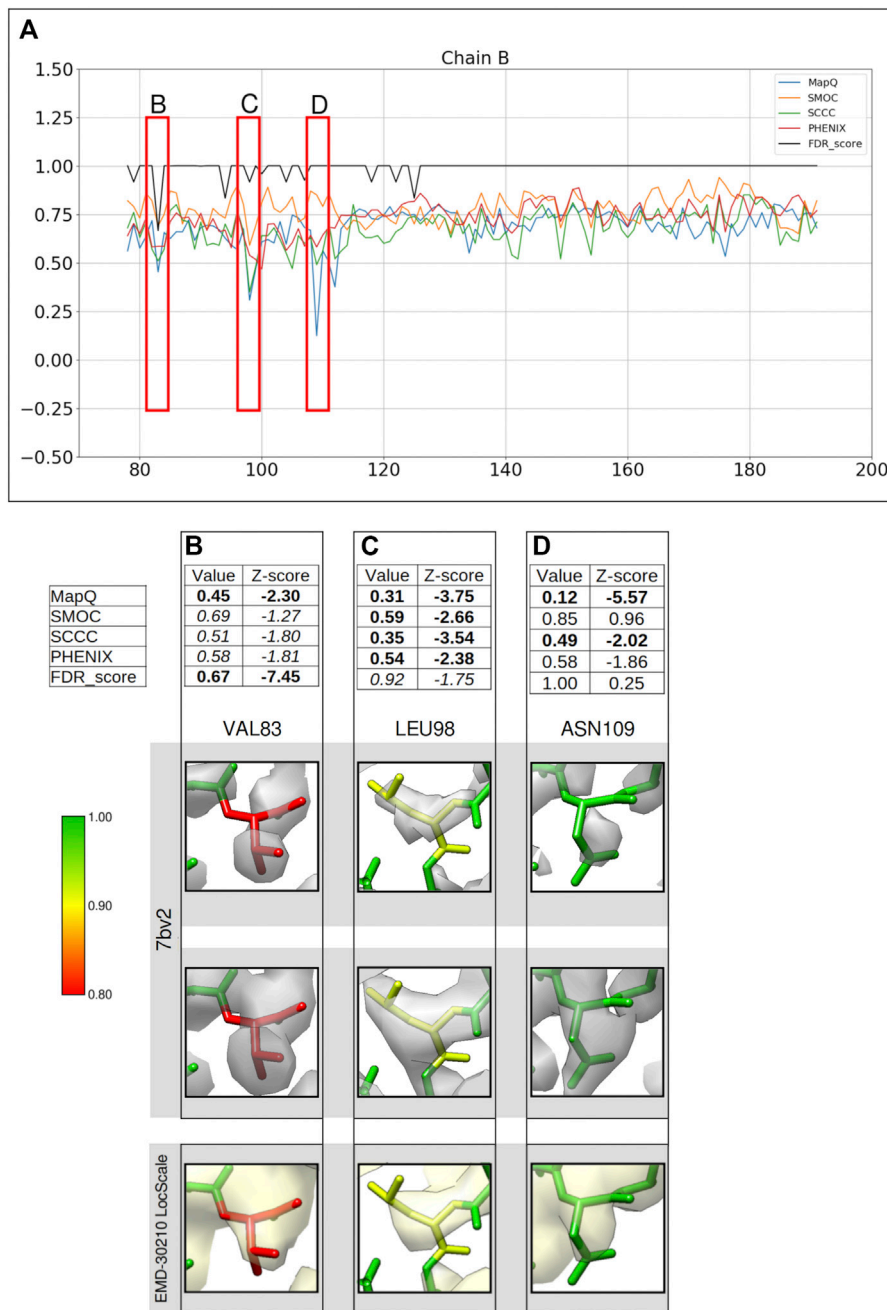 A
Chain B
1.50
1.25
1.00
0.75
0.50
0.25
0.00
−0.25
−0.50
80 100 120 140 160 180 200
B C D
MapQ
SMOC
SCCC
PHENIX
FDR_score
B C D
Value Z-score Value Z-score Value Z-score
MapQ 0.45 -2.30 0.31 -3.75 0.12 -5.57
SMOC 0.69 -1.27 0.59 -2.66 0.85 0.96
SCCC 0.51 -1.80 0.35 -3.54 0.49 -2.02
PHENIX 0.58 -1.81 0.54 -2.38 0.58 -1.86
FDR_score 0.67 -7.45 0.92 -1.75 1.00 0.25
VAL83 LEU98 ASN109
1.00
0.90
0.80
7bv2
EMD-30210 LocScale